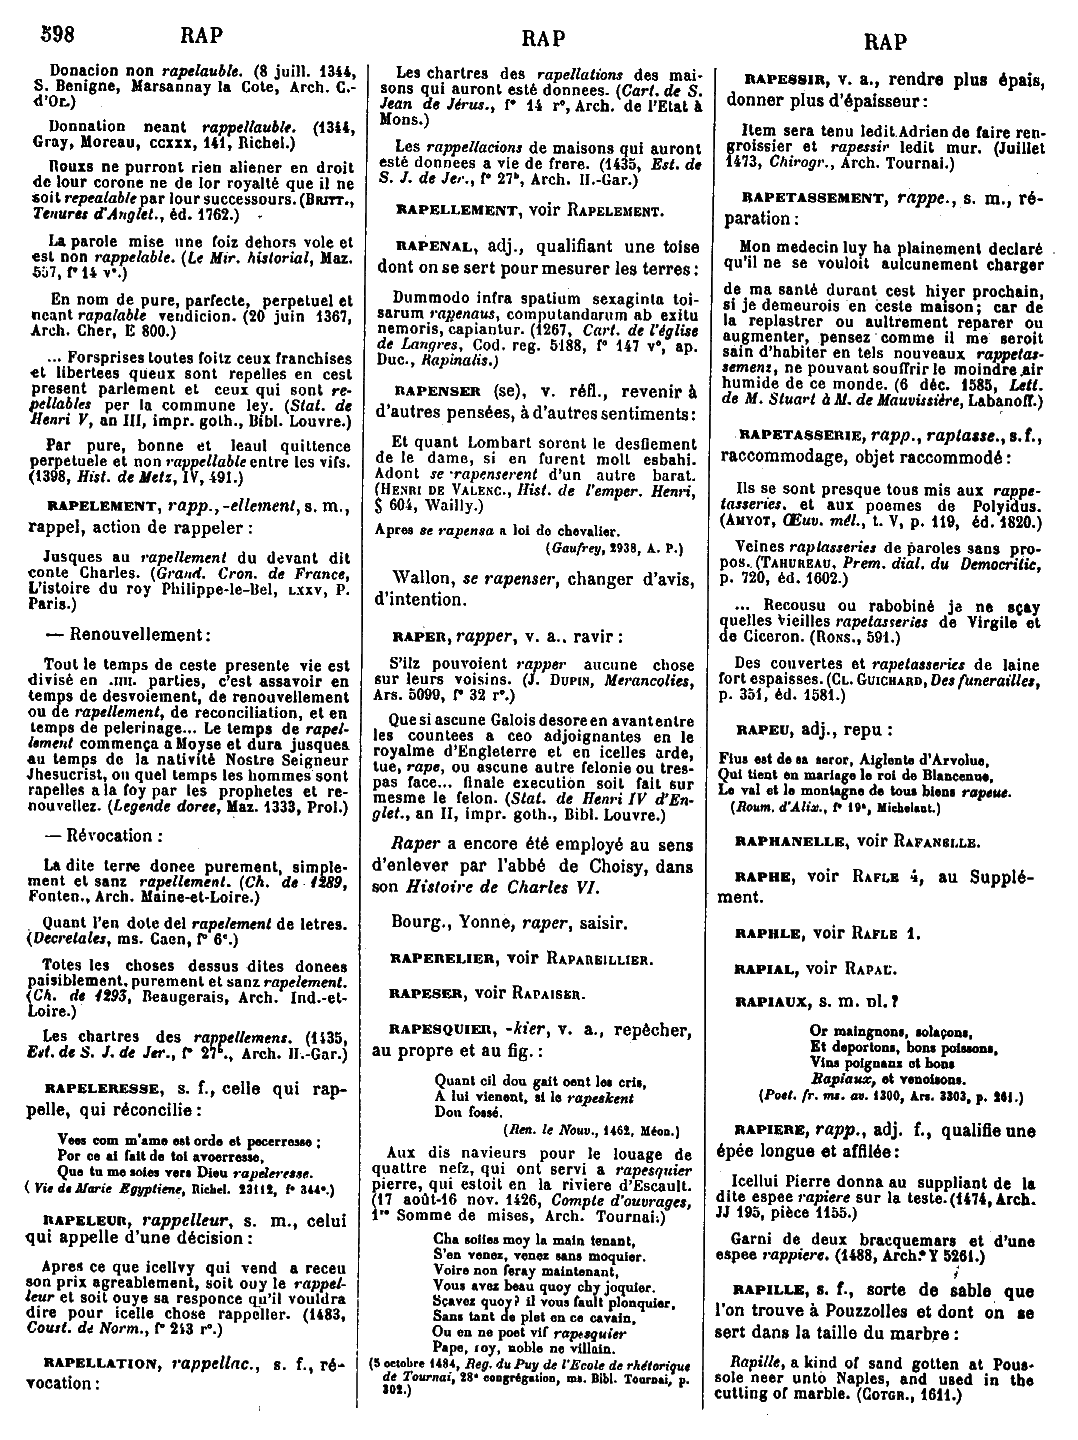 598 RAP
RAP
RAP
Donacion non rapelauble. (8 juill. 1344,
S. Benigne, Marsannay la Cote, Arch. C.-
d'Or.)
Donnation neant rappellauble. (1344,
Gray, Moreau, CCXXX, 141, Richel.)
Rouxs ne purront rien aliener en droit
de lour corone ne de lor royalté que il ne
soit repealable par lour successours. (BRITT.,
Tenures d'Anglet., éd. 1762.)
La parole mise une foiz dehors vole et
est non rappelable. (Le Mir. historial, Maz.
557, f° 14 v°.)
En nom de pure, parfecte, perpetuel et
neant rapalable vendicion. (20 juin 1367,
Arch. Cher, E 800.)
... Forsprises toutes foitz ceux franchises
et libertees queux sont repelles en cest
present parlement et ceux qui sont re-
pellables per la commune ley. (Stat. de
Henri V, an III, impr. goth., Bibl. Louvre.)
Par pure, bonne et leaul quittence
perpetuele et non rappellable entre les vifs.
(1398, Hist. de Metz, IV, 491.)
RAPELEMENT, rapp., -ellement, s. m.,
rappel, action de rappeler :
Jusques au rapellement du devant dit
conte Charles. (Grand. Cron. de France,
L'istoire du roy Philippe-le-Bel, LXXV, P.
Paris.)
— Renouvellement :
Tout le temps de ceste presente vie est
divisé en .IIII. parties, c'est assavoir en
temps de desvoiement, de renouvellement
ou de rapellement, de reconciliation, et en
temps de pelerinage... Le temps de rapel-
lement commença a Moyse et dura jusques
au temps de la nativité Nostre Seigneur
Jhesucrist, ou quel temps les hommes sont
rapelles a la foy par les prophetes et re-
nouvellez. (Legende doree, Maz. 1333, Prol.)
— Révocation :
La dite terre donee purement, simple-
ment et sanz rapellement. (Ch. de 1289,
Fonten., Arch. Maine-et-Loire.)
Quant l'en dote del rapelement de letres.
(Decretales, ms. Caen, f° 6c.)
Totes les choses dessus dites donees
paisiblement, purement et sanz rapelement.
(Ch. de 1293, Beaugerais, Arch. Ind.-et-
Loire.)
Les chartres des rappellemens. (1435,
Est. de S. J. de Jer., f° 27b., Arch. II.-Gar.)
RAPELERESSE, s. f., celle qui rap-
pelle, qui réconcilie :
Vees com m'ame est orde et pecerresse ;
Por ce ai fait de toi avoerresse,
Que tu me soies vers Dieu rapeleresse.
(Vie de Marie Egyptiene, Richel. 23112, f° 344c.)
RAPELEUR, rappelleur, s. m., celui
qui appelle d'une décision :
Apres ce que icellvy qui vend a receu
son prix agreablement, soit ouy le rappel-
leur et soit ouye sa responce qu'il vouldra
dire pour icelle chose rappeller. (1483,
Coust. de Norm., f° 243 r°.)
RAPELLATION, rappellac., s. f., ré-
vocation :
Les chartres des rapellations des mai-
sons qui auront esté donnees. (Cart. de S.
Jean de Jérus., f° 14 r°, Arch. de l'Etat à
Mons.)
Les rappellacions de maisons qui auront
esté donnees a vie de frere. (1435, Est. de
S. J. de Jer., f° 27b, Arch. II.-Gar.)
RAPELLEMENT, voir RAPELEMENT.
RAPENAL, adj., qualifiant une toise
dont on se sert pour mesurer les terres :
Dummodo infra spatium sexaginta toi-
sarum rapenaus, computandarum ab exitu
nemoris, capiantur. (1267, Cart. de l'église
de Langres, Cod. reg. 5188, f° 147 v°, ap.
Duc., Rapinalis.)
RAPENSER (se), v. réfl., revenir à
d'autres pensées, à d'autres sentiments :
Et quant Lombart sorent le desfiement
de le dame, si en furent molt esbahi.
Adont se rapenserent d'un autre barat.
(HENRI DE VALENC., Hist. de l'emper. Henri,
§ 604, Wailly.)
Apres se rapensa a loi de chevalier.
(Gaufrey, 2938, A. P.)
Wallon, se rapenser, changer d'avis,
d'intention.
RAPER, rapper, v. a.. ravir :
S'ilz pouvoient rapper aucune chose
sur leurs voisins. (J. DUPIN, Merancolies,
Ars. 5099, f° 32 r°.)
Que si ascune Galois desore en avant entre
les countees a ceo adjoignantes en le
royalme d'Engleterre et en icelles arde,
tue, rape, ou ascune autre felonie ou tres-
pas face... finale execution soit fait sur
mesme le felon. (Stat. de Henri IV d'En-
glet., an II, impr. goth., Bibl. Louvre.)
Raper a encore été employé au sens
d'enlever par l'abbé de Choisy, dans
son Histoire de Charles VI.
Bourg., Yonne, raper, saisir.
RAPERELIER, voir RAPAREILLIER.
RAPESER, voir RAPAISER.
RAPESQUIER, -kier, v. a., repêcher,
au propre et au fig. :
Quant cil dou gait oent les cris,
A lui vienent, si le rapeskent
Dou fossé.
(Ren. le Nouv., 1462, Méon.)
Aux dis navieurs pour le louage de
quattre nefz, qui ont servi a rapesquier
pierre, qui estoit en la riviere d'Escault.
(17 août-16 nov. 1426, Compte d'ouvrages,
1re Somme de mises, Arch. Tournai.)
Cha soiies moy la main tenant,
S'en venez, venez sans moquier.
Voire non feray maintenant,
Vous avez beau quoy chy joquier.
Sçavez quoy? il vous fault plonquier,
Sans tant de plet en ce cavain,
Ou en ne poet vif rapesquier
Pape, roy, noble ne villain.
(5 octobre 1484, Reg. du Puy de l'Ecole de rhétorique
de Tournai, 28e congrégation, ms. Bibl. Tournai, p.
202.)
RAPESSIR, v. a., rendre plus épais,
donner plus d'épaisseur :
Item sera tenu ledit Adrien de faire ren-
groissier et rapessir ledit mur. (Juillet
1473, Chirogr., Arch. Tournai.)
RAPETASSEMENT, rappe., s. m., ré-
paration :
Mon medecin luy ha plainement declaré
qu'il ne se vouloit aulcunement charger
de ma santé durant cest hiyer prochain,
si je demeurois en ceste maison; car de
la replastrer ou aultrement reparer ou
augmenter, pensez comme il me seroit
sain d'habiter en tels nouveaux rappetas-
semenz, ne pouvant souffrir le moindre air
humide de ce monde. (6 déc. 1585, Lett.
de M. Stuart à M. de Mauvissière, Labanoff.)
RAPETASSERIE, rapp., raptasse., s. f.,
raccommodage, objet raccommodé :
Ils se sont presque tous mis aux rappe-
tasseries. et aux poemes de Polyidus.
(AMYOT, Œuv. mél., t. V, p. 119, éd. 1820.)
Veines raptasseries de paroles sans pro-
pos. (TAHUREAU, Prem. dial. du Democritic,
p. 720, éd. 1602.)
... Recousu ou rabobiné je ne sçay
quelles vieilles rapetasseries de Virgile et
de Ciceron. (RONS., 591.)
Des couvertes et rapetasseries de laine
fort espaisses. (CL. GUICHARD, Des funerailles,
p. 351, éd. 1581.)
RAPEU, adj., repu :
Flus est de sa seror, Aiglente d'Arvolue,
Qui tient en mariage le roi de Blancenue,
Le val et le montagne de tous biens rapeue.
(Roum. d'Alix., f° 19a, Michelant.)
RAPHANELLE, voir RAFANELLE.
RAPHE, voir RAFLE 4, au Supplé-
ment.
RAPHLE, voir RAFLE 1.
RAPIAL, voir RAPAL.
RAPIAUX, s. m. pl.?
Or maingnons, solaçons,
Et deportons, bons poissons,
Vins poignans et bons
Rapiaux, et venoisons.
(Poet. fr. ms. av. 1300, Ars. 3303, p. 261.)
RAPIERE, rapp., adj. f., qualifie une
épée longue et affilée :
Icellui Pierre donna au suppliant de la
dite espee rapiere sur la teste. (1474, Arch.
JJ 195, pièce 1155.)
Garni de deux bracquemars et d'une
espee rappiere. (1488, Arch. Y 5261.)
RAPILLE, s. f., sorte de sable que
l'on trouve à Pouzzolles et dont on se
sert dans la taille du marbre :
Rapille, a kind of sand gotten at Pous-
sole neer unto Naples, and used in the
cutting of marble. (COTGR., 1611.)